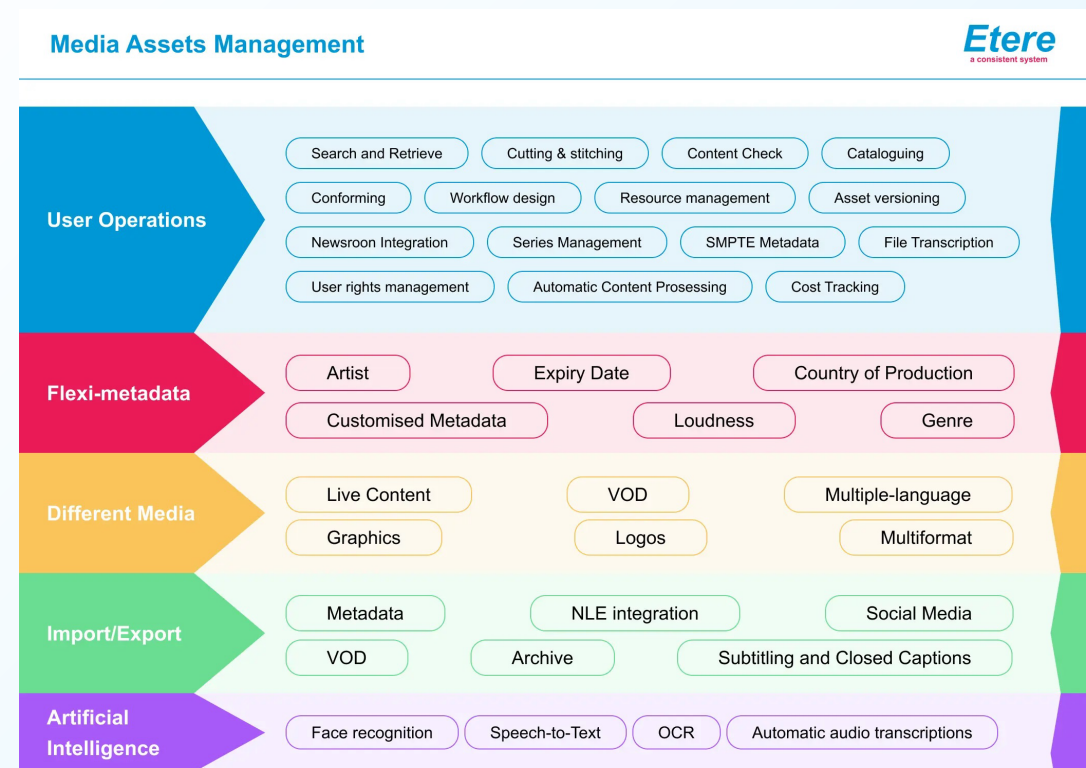 Media Assets Management
Etere
a consistent system
User Operations
Search and Retrieve
Cutting & stitching
Content Check
Cataloguing
Conforming
Workflow design
Resource management
Asset versioning
Newsroon Integration
Series Management
SMPTE Metadata
File Transcription
User rights management
Automatic Content Prosessing
Cost Tracking
Flexi-metadata
Artist
Expiry Date
Country of Production
Customised Metadata
Loudness
Genre
Different Media
Live Content
VOD
Multiple-language
Graphics
Logos
Multiformat
Import/Export
Metadata
NLE integration
Social Media
VOD
Archive
Subtitling and Closed Captions
Artificial
Intelligence
Face recognition
Speech-to-Text
OCR
Automatic audio transcriptions